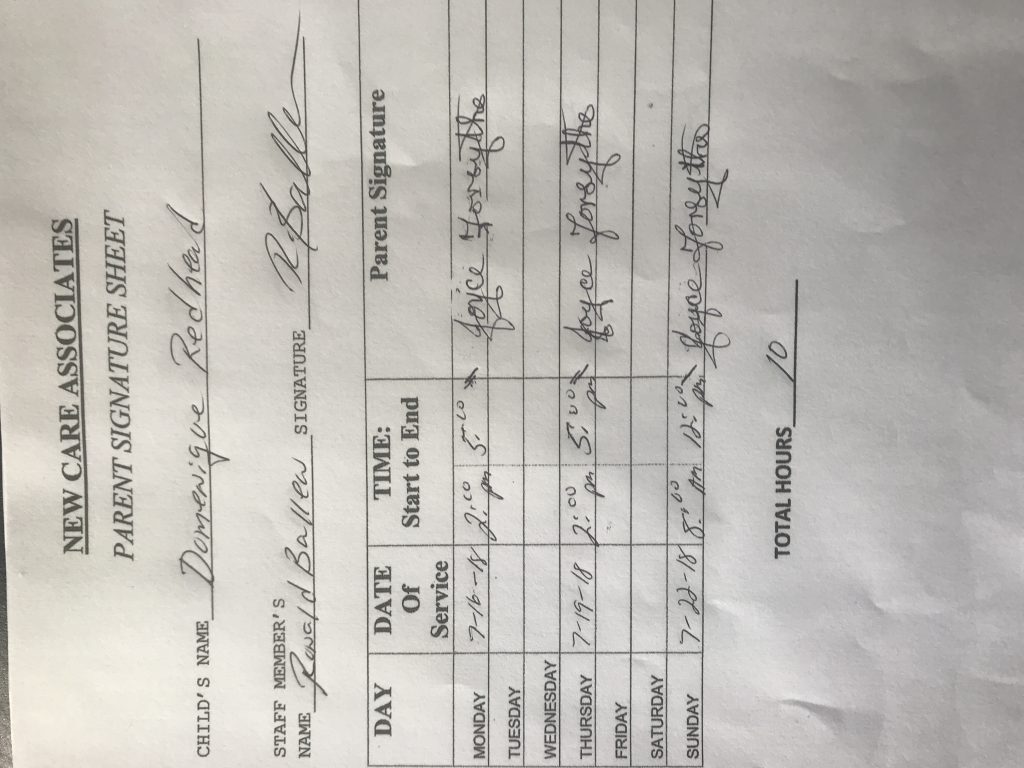 NEW CARE ASSOCIATES
PARENT SIGNATURE SHEET
CHILD'S NAME Domenique Redhead
STAFF MEMBER'S
NAME Ronald Ballew SIGNATURE R Balle
DAY DATE Of Service TIME: Start to End Parent Signature
MONDAY 7-16-18 2:00 pm 5:00 Joyce Forsythe
TUESDAY
WEDNESDAY
THURSDAY 7-19-18 2:00 pm 5:00 pm Joyce Forsythe
FRIDAY
SATURDAY
SUNDAY 7-22-18 8:00 am 12:00 pm Joyce Forsythe
TOTAL HOURS 10